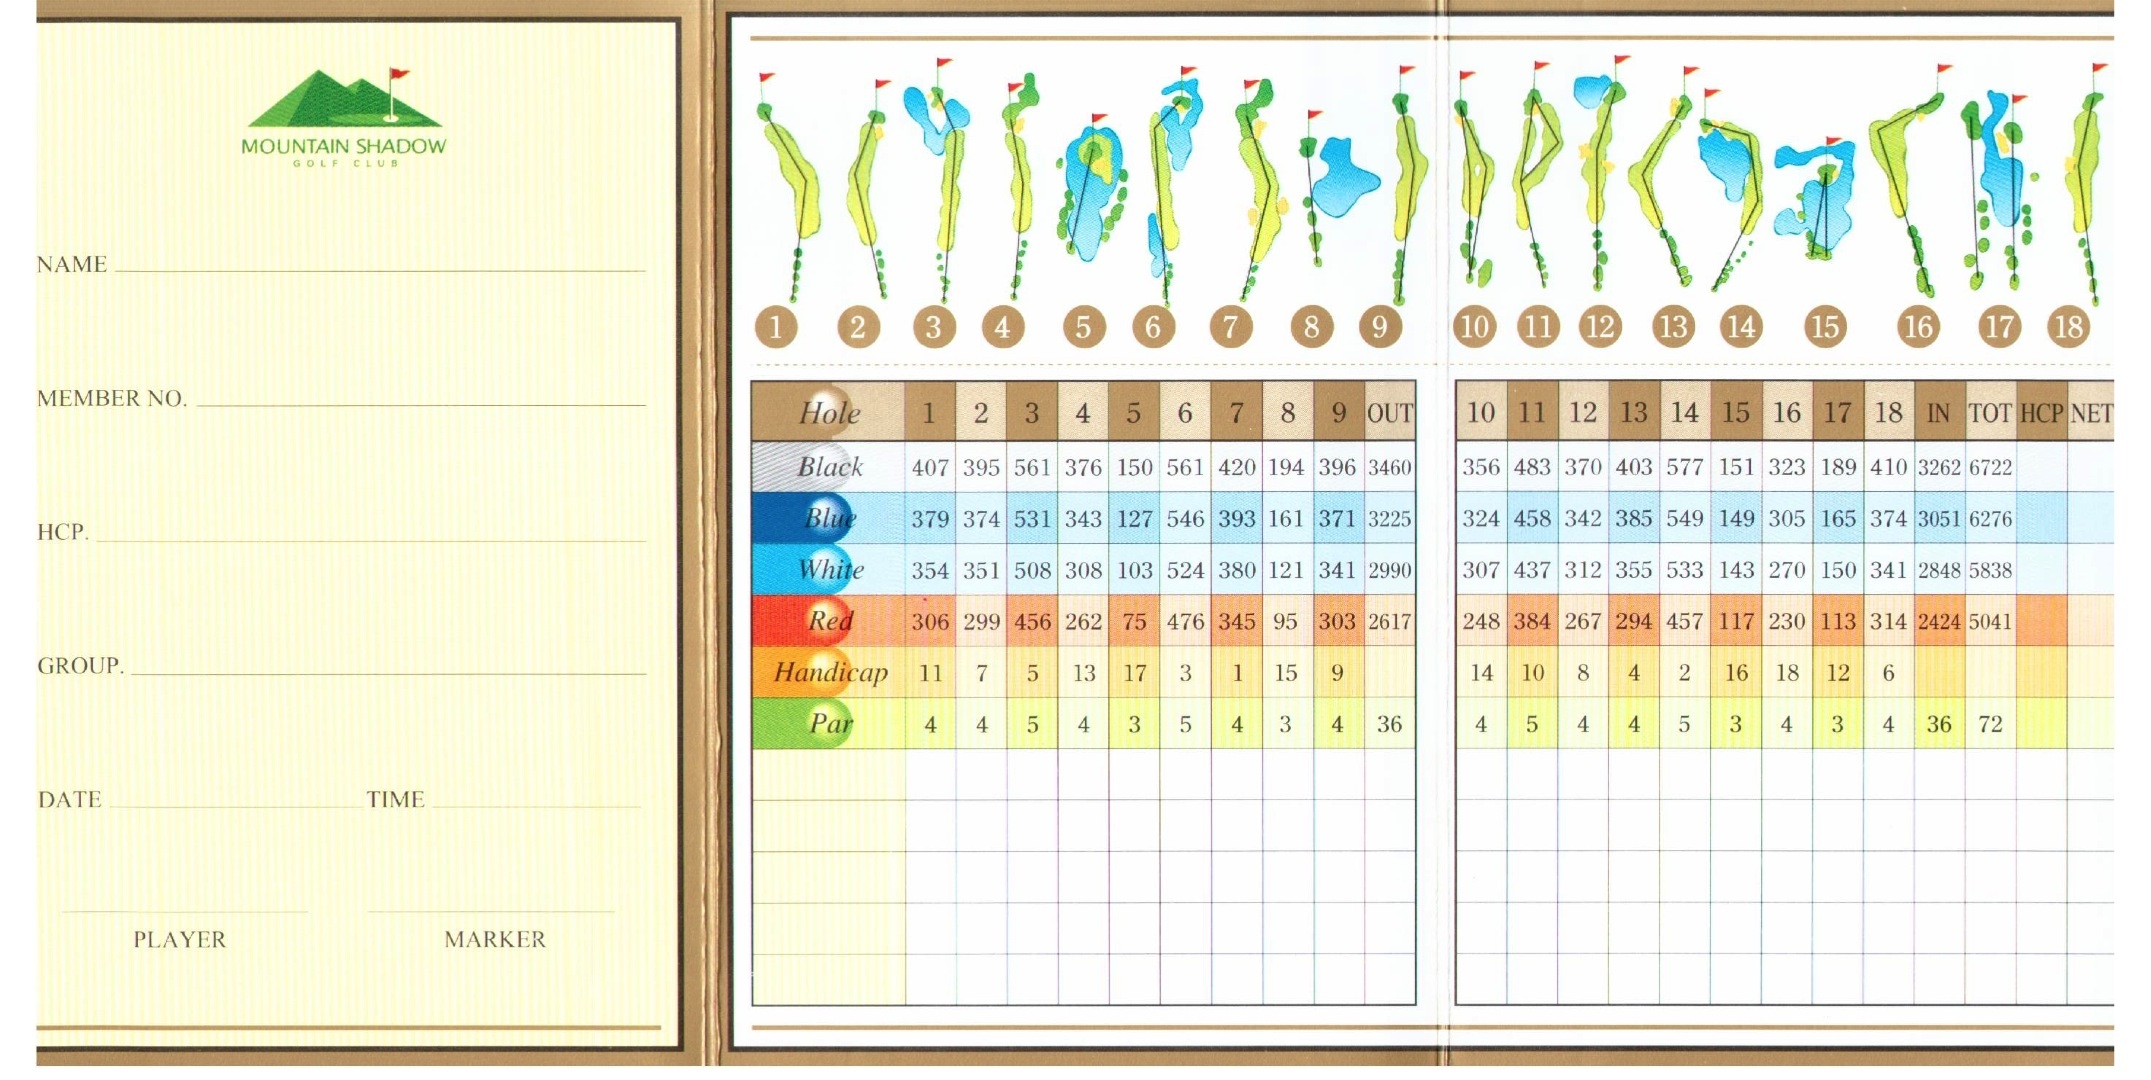 MOUNTAIN SHADOW
GOLF CLUB
NAME
MEMBER NO.
HCP.
GROUP.
DATE TIME
PLAYER MARKER
1 2 3 4 5 6 7 8 9 10 11 12 13 14 15 16 17 18
Hole 1 2 3 4 5 6 7 8 9 OUT 10 11 12 13 14 15 16 17 18 IN TOT HCP NET
Black 407 395 561 376 150 561 420 194 396 3460 356 483 370 403 577 151 323 189 410 3262 6722
Blue 379 374 531 343 127 546 393 161 371 3225 324 458 342 385 549 149 305 165 374 3051 6276
White 354 351 508 308 103 524 380 121 341 2990 307 437 312 355 533 143 270 150 341 2848 5838
Red 306 299 456 262 75 476 345 95 303 2617 248 384 267 294 457 117 230 113 314 2424 5041
Handicap 11 7 5 13 17 3 1 15 9 14 10 8 4 2 16 18 12 6
Par 4 4 5 4 3 5 4 3 4 36 4 5 4 4 5 3 4 3 4 36 72